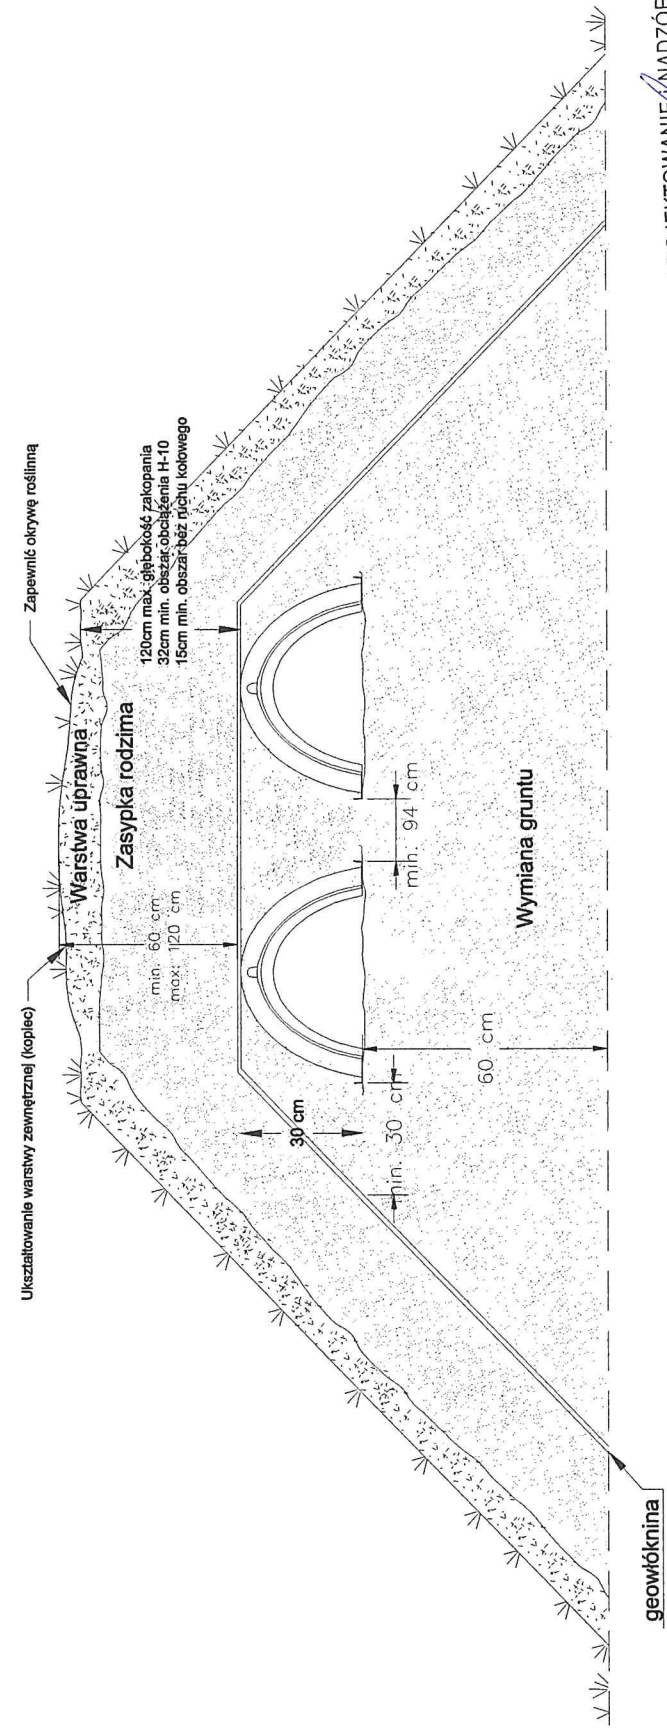 Ukształtowanie warstwy zewnętrznej (kopiec)
Zapewnić okrywę roślinną
Warstwa uprawna
Zasypka rodzima
min. 60 cm
max. 120 cm
120cm max. głębokość zakopania
32cm min. obszar obciążenia H-10
15cm min. obszar bez ruchu kołowego
30 cm
min. 30 cm
min. 94 cm
60 cm
Wymiana gruntu
geowłóknina
NADZÓR